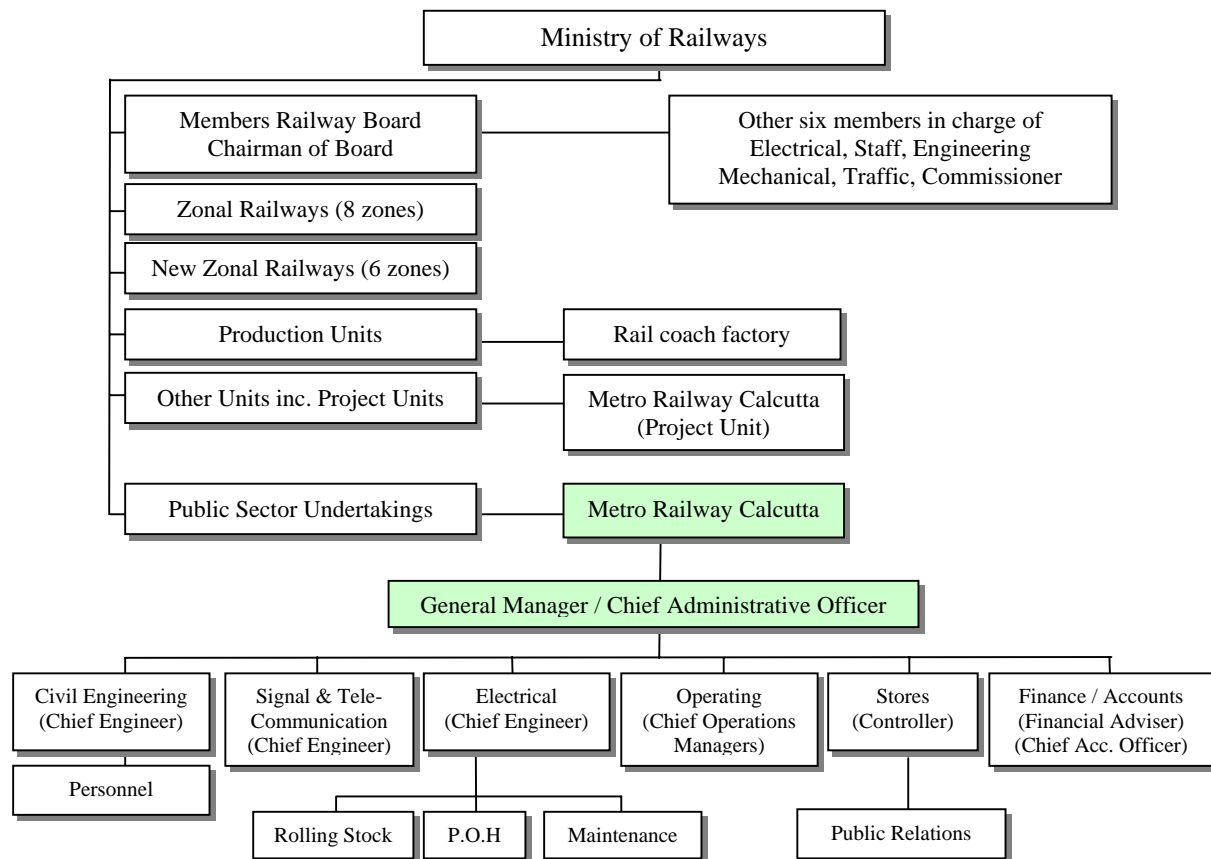 Ministry of Railways
Members Railway Board
Chairman of Board
Other six members in charge of
Electrical, Staff, Engineering
Mechanical, Traffic, Commissioner
Zonal Railways (8 zones)
New Zonal Railways (6 zones)
Production Units
Rail coach factory
Other Units inc. Project Units
Metro Railway Calcutta
(Project Unit)
Public Sector Undertakings
Metro Railway Calcutta
General Manager / Chief Administrative Officer
Civil Engineering
(Chief Engineer)
Signal & Tele-
Communication
(Chief Engineer)
Electrical
(Chief Engineer)
Operating
(Chief Operations
Managers)
Stores
(Controller)
Finance / Accounts
(Financial Adviser)
(Chief Acc. Officer)
Personnel
Rolling Stock
P.O.H
Maintenance
Public Relations